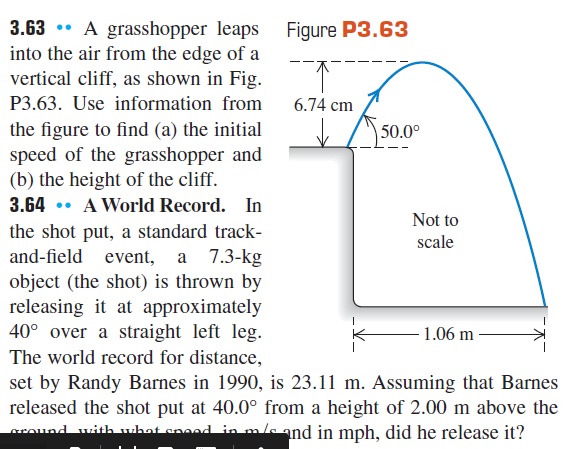 3.63 •• A grasshopper leaps
into the air from the edge of a
vertical cliff, as shown in Fig.
P3.63. Use information from
the figure to find (a) the initial
speed of the grasshopper and
(b) the height of the cliff.
Figure P3.63
6.74 cm
50.0°
Not to
scale
1.06 m
3.64 •• A World Record. In
the shot put, a standard track-
and-field event, a 7.3-kg
object (the shot) is thrown by
releasing it at approximately
40° over a straight left leg.
The world record for distance,
set by Randy Barnes in 1990, is 23.11 m. Assuming that Barnes
released the shot put at 40.0° from a height of 2.00 m above the
ground, with what speed, in m/s and in mph, did he release it?